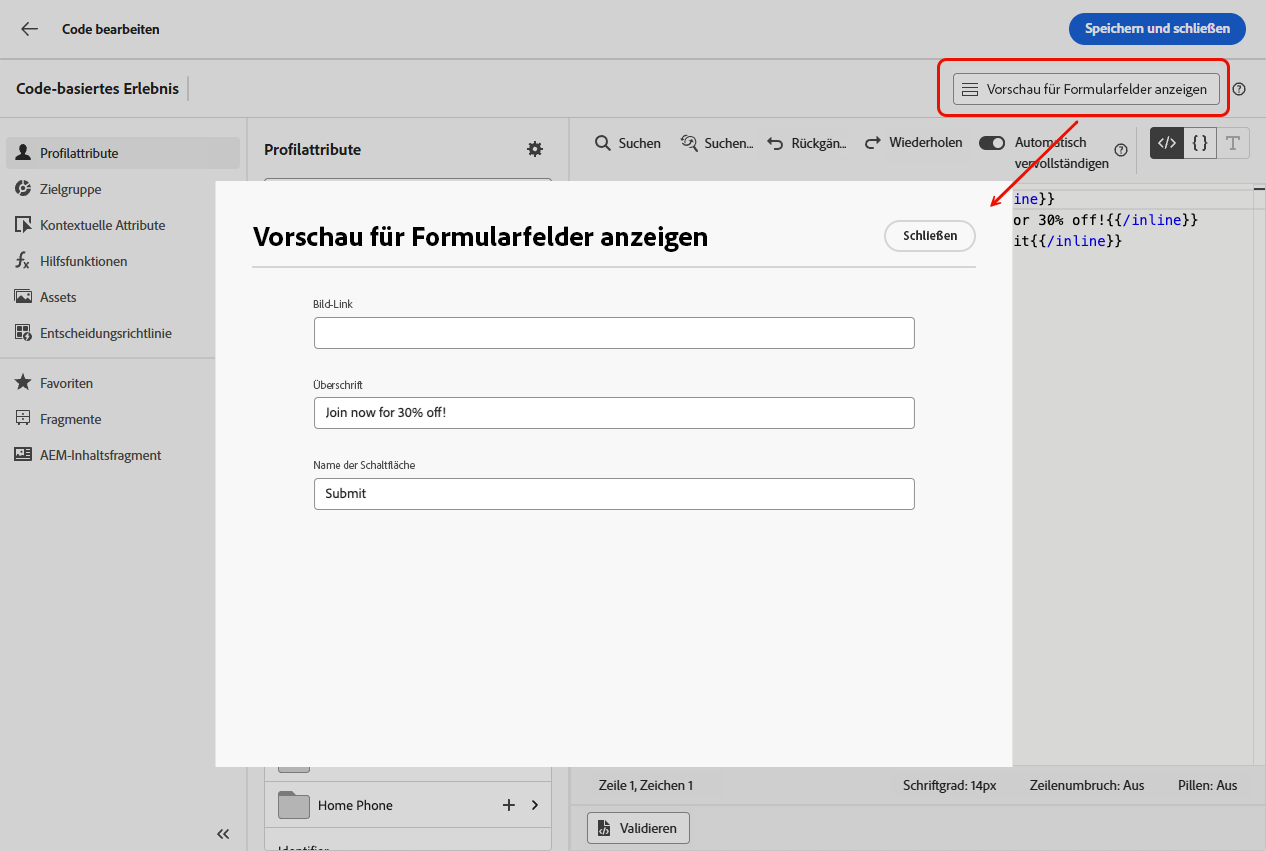 Code bearbeiten
Speichern und schließen
Code-basiertes Erlebnis
Vorschau für Formularfelder anzeigen
Profilattribute
Zielgruppe
Kontextuelle Attribute
Hilfsfunktionen
Assets
Entscheidungsrichtlinie
Favoriten
Fragmente
AEM-Inhaltsfragment
Profilattribute
Suchen
Suchen...
Rückgän...
Wiederholen
Automatisch
vervollständigen
</>
{ }
T
ine}}
or 30% off!{{/inline}}
it{{/inline}}
Vorschau für Formularfelder anzeigen
Schließen
Bild-Link
Überschrift
Join now for 30% off!
Name der Schaltfläche
Submit
Home Phone
Zeile 1, Zeichen 1
Schriftgrad: 14px
Zeilenumbruch: Aus
Pillen: Aus
Validieren